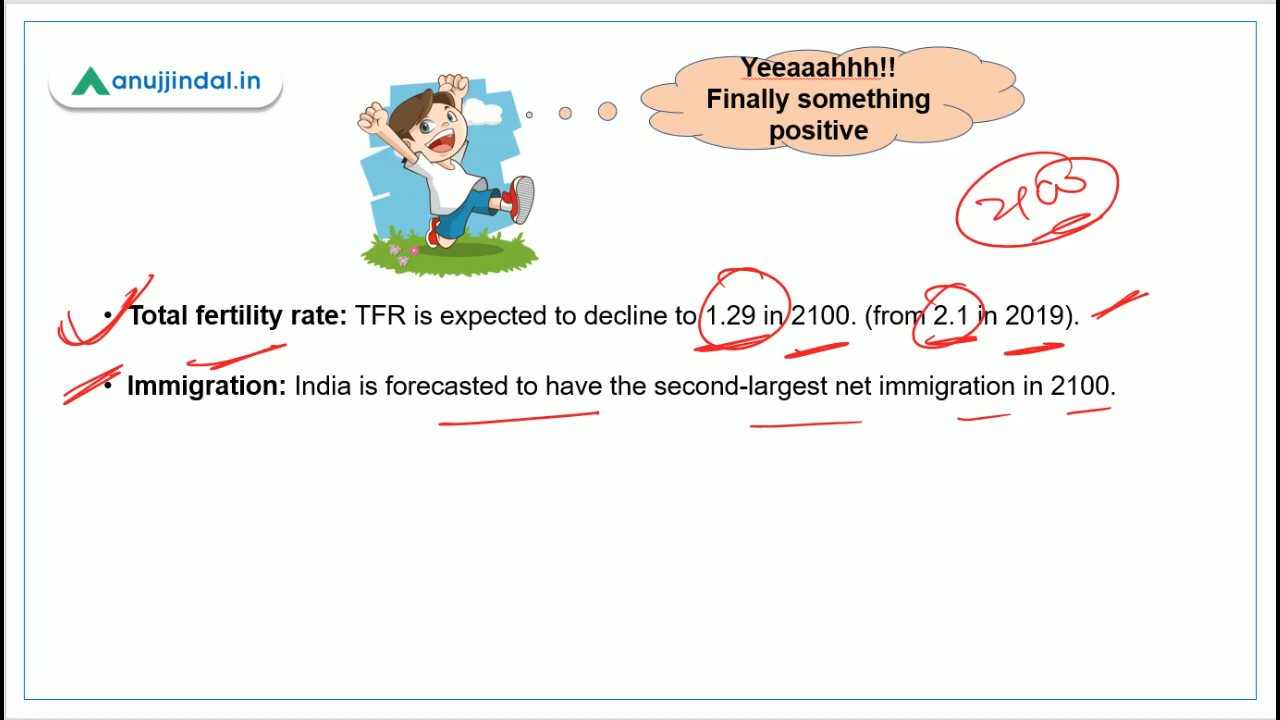 anujjindal.in
Yeeaaahhh!!
Finally something
positive
• Total fertility rate: TFR is expected to decline to 1.29 in 2100. (from 2.1 in 2019).
• Immigration: India is forecasted to have the second-largest net immigration in 2100.